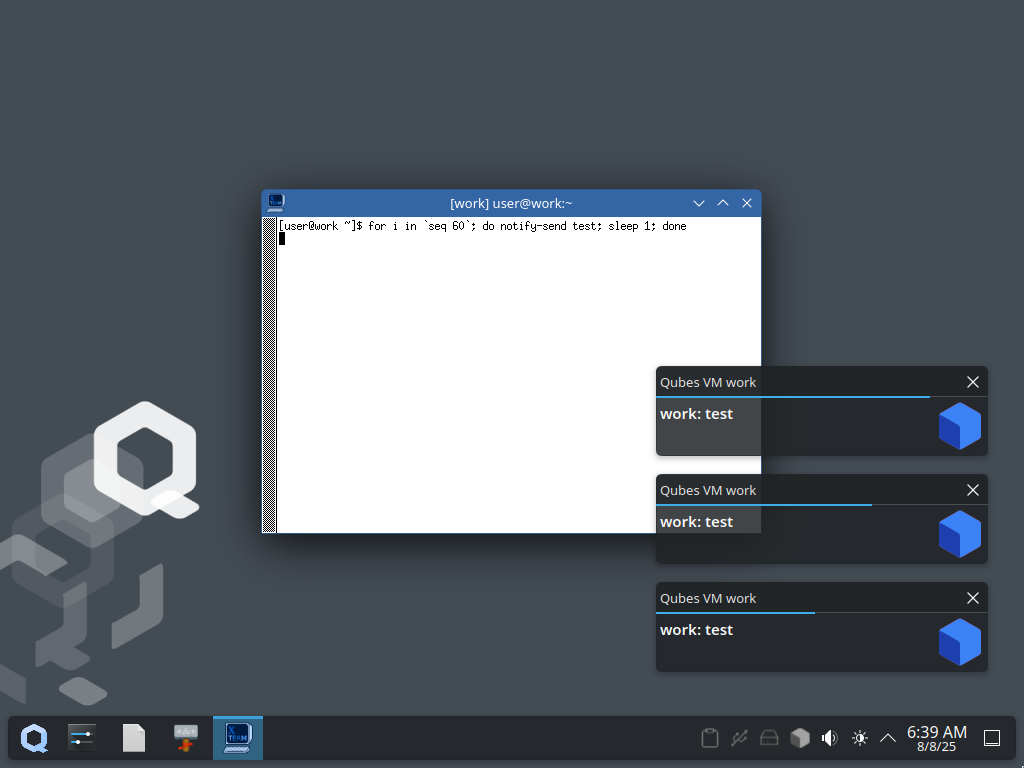 [work] user@work:~
[user@work ~]$ for i in `seq 60`; do notify-send test; sleep 1; done
Qubes VM work
work: test
Qubes VM work
work: test
Qubes VM work
work: test
X
TERM
6:39 AM
8/8/25